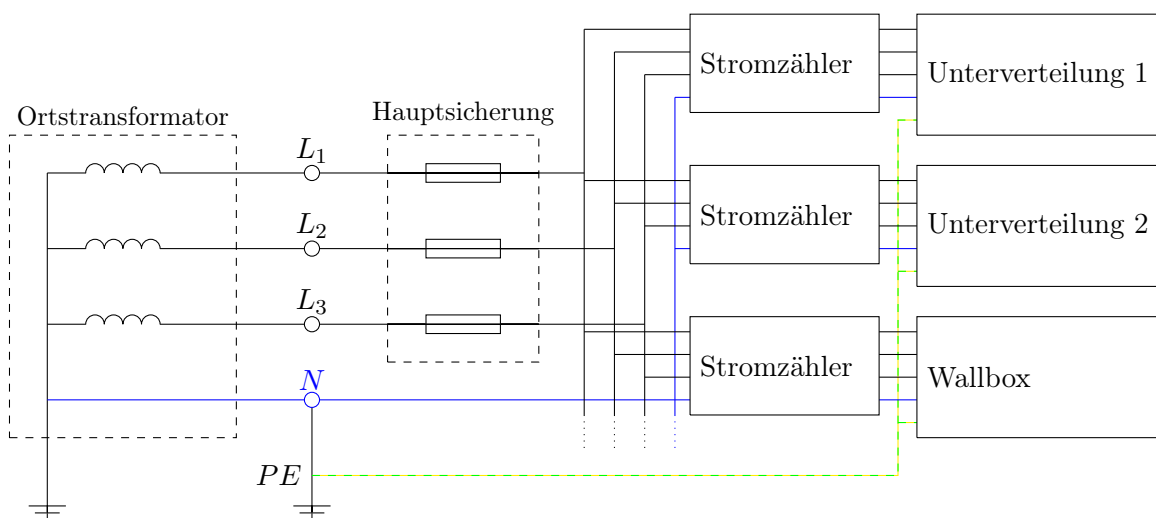 Ortstransformator
Hauptsicherung
L1
L2
L3
N
PE
Stromzähler
Unterverteilung 1
Stromzähler
Unterverteilung 2
Stromzähler
Wallbox